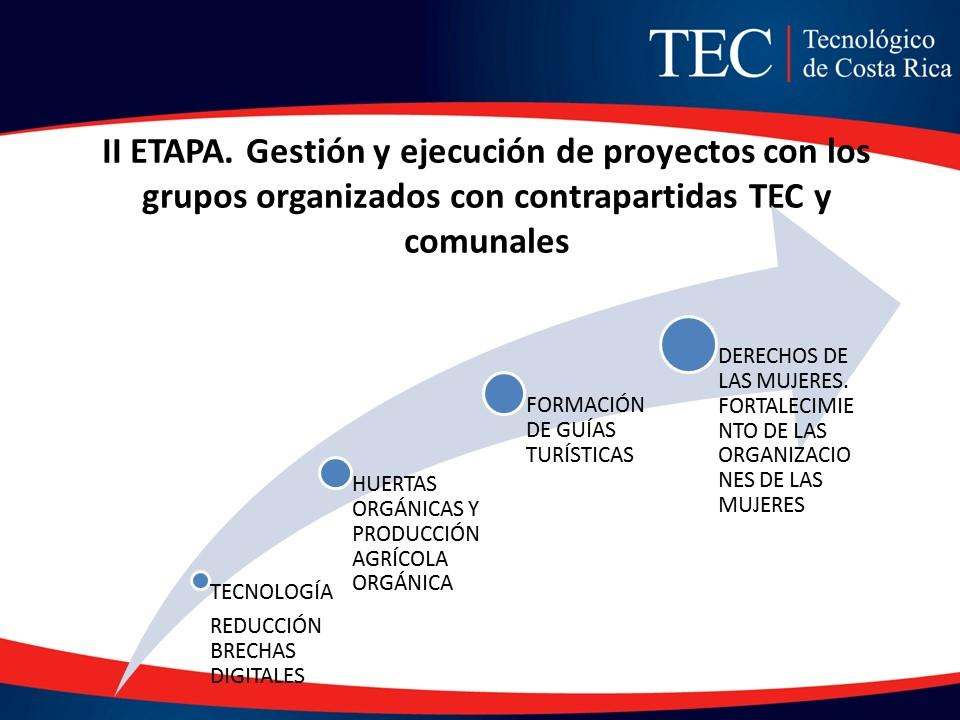 TEC
Tecnológico
de Costa Rica
II ETAPA. Gestión y ejecución de proyectos con los
grupos organizados con contrapartidas TEC y
comunales
TECNOLOGÍA
REDUCCIÓN
BRECHAS
DIGITALES
HUERTAS
ORGÁNICAS Y
PRODUCCIÓN
AGRÍCOLA
ORGÁNICA
FORMACIÓN
DE GUÍAS
TURÍSTICAS
DERECHOS DE
LAS MUJERES.
FORTALECIMIE
NTO DE LAS
ORGANIZACIO
NES DE LAS
MUJERES